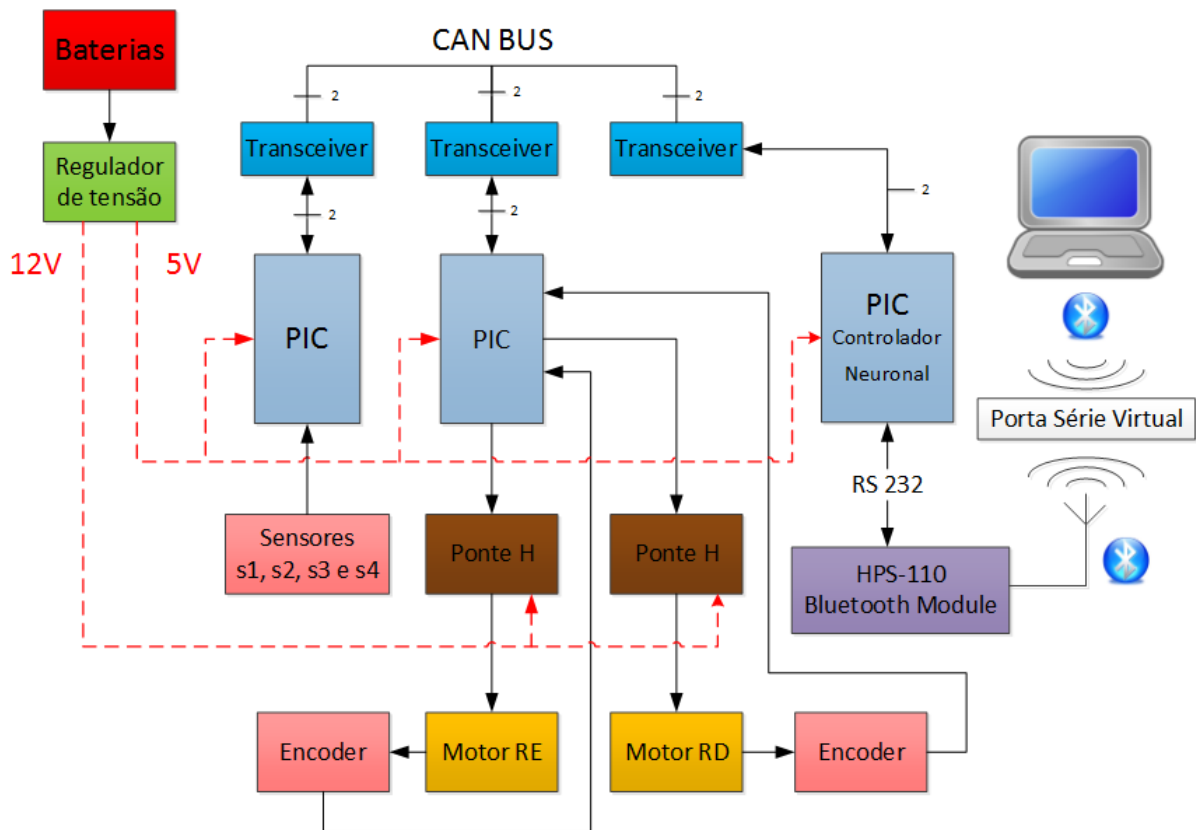 Baterias
CAN BUS
2
2
2
Transceiver
Transceiver
Transceiver
Regulador
de tensão
2
2
2
12V
5V
PIC
PIC
PIC
Controlador
Neuronal
Porta Série Virtual
RS 232
Sensores
s1, s2, s3 e s4
Ponte H
Ponte H
HPS-110
Bluetooth Module
Encoder
Motor RE
Motor RD
Encoder